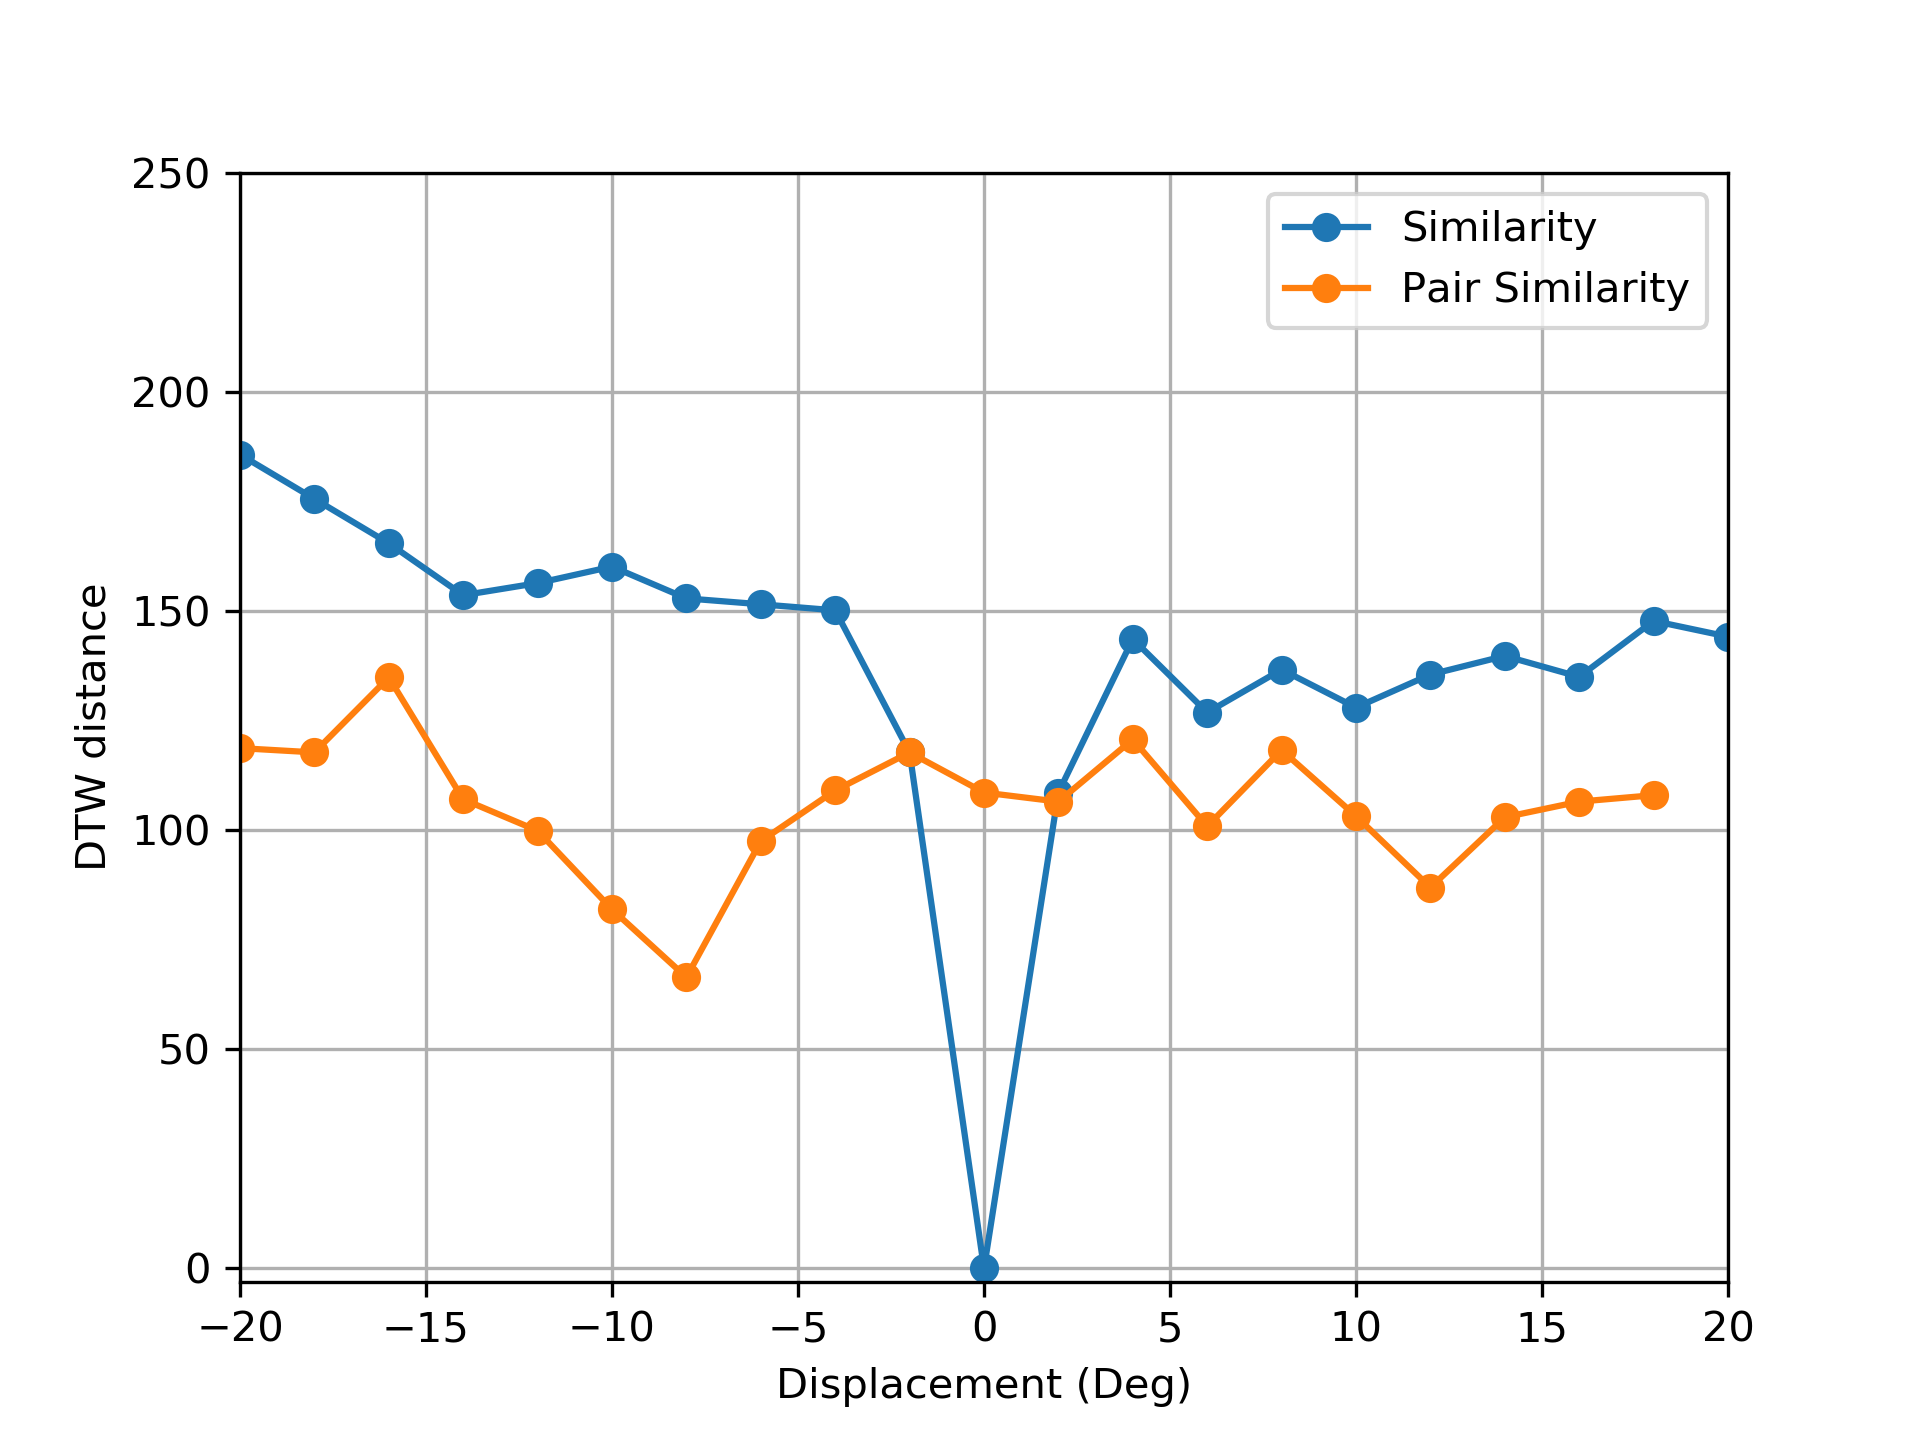 250
200
150
100
50
0
DTW distance
−20 −15 −10 −5 0 5 10 15 20
Displacement (Deg)
Similarity
Pair Similarity